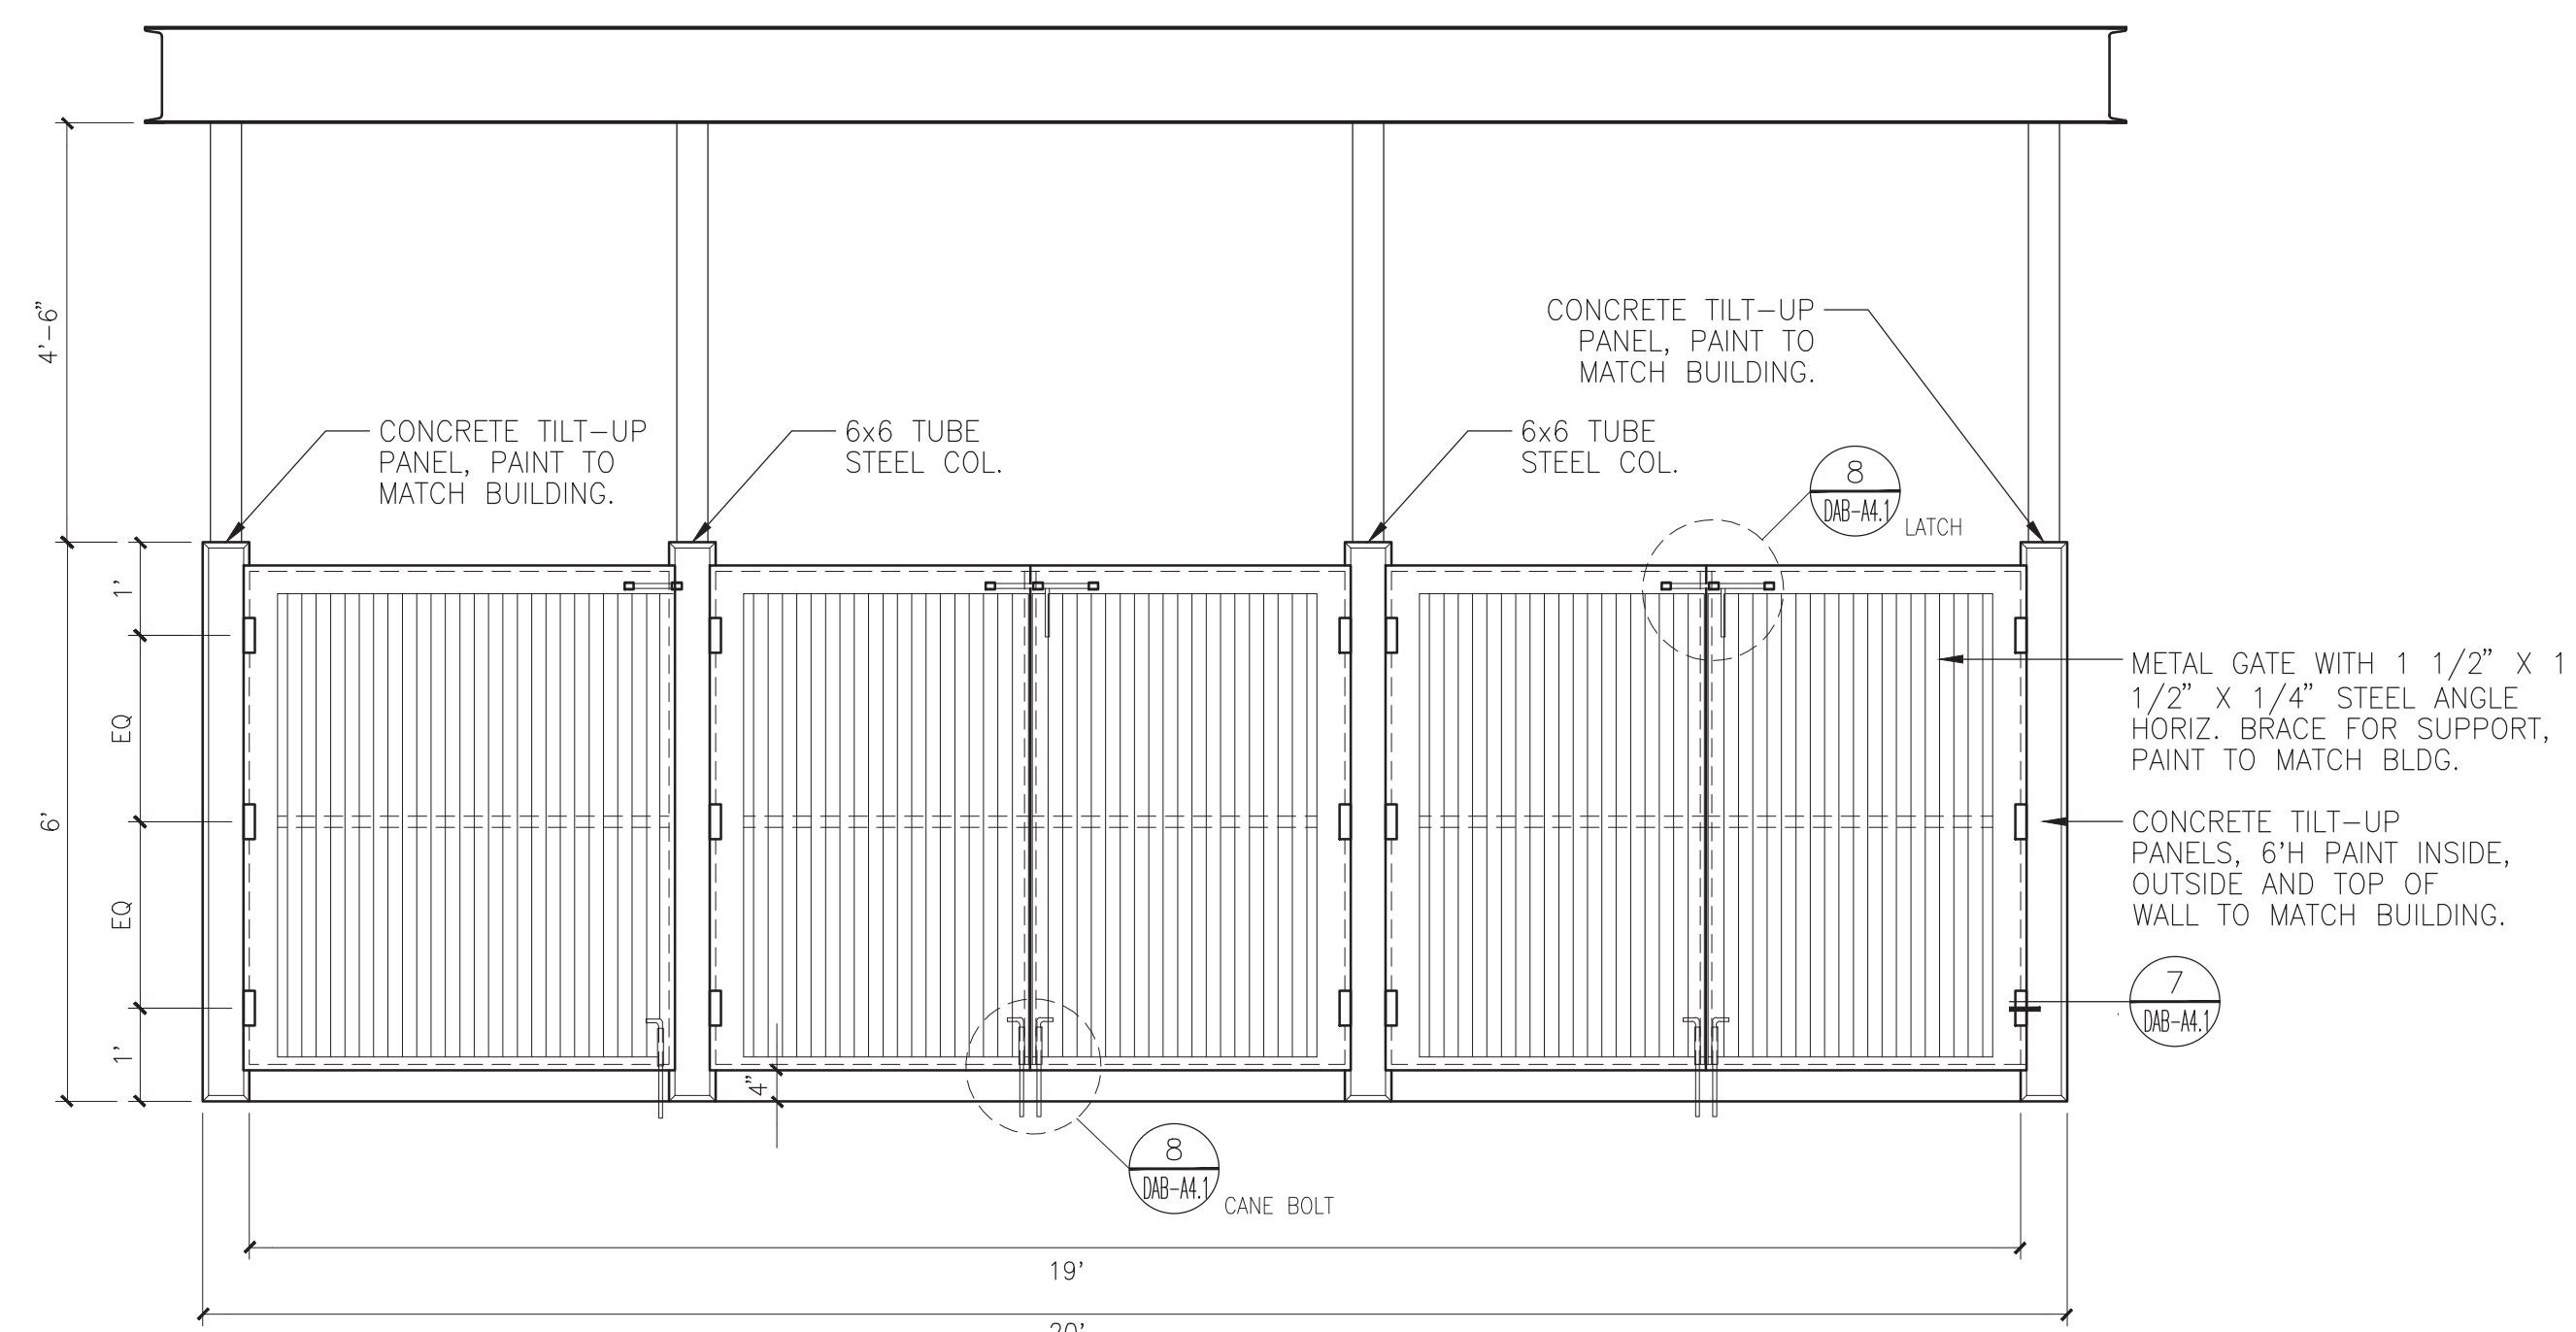 4'-6"
CONCRETE TILT-UP
PANEL, PAINT TO
MATCH BUILDING.
6x6 TUBE
STEEL COL.
CONCRETE TILT-UP
PANEL, PAINT TO
MATCH BUILDING.
6x6 TUBE
STEEL COL.
8
DAB-A4.1
LATCH
1'
EQ
6'
EQ
1'
4"
METAL GATE WITH 1 1/2" X 1
1/2" X 1/4" STEEL ANGLE
HORIZ. BRACE FOR SUPPORT,
PAINT TO MATCH BLDG.
CONCRETE TILT-UP
PANELS, 6'H PAINT INSIDE,
OUTSIDE AND TOP OF
WALL TO MATCH BUILDING.
7
DAB-A4.1
8
DAB-A4.1
CANE BOLT
19'
20'